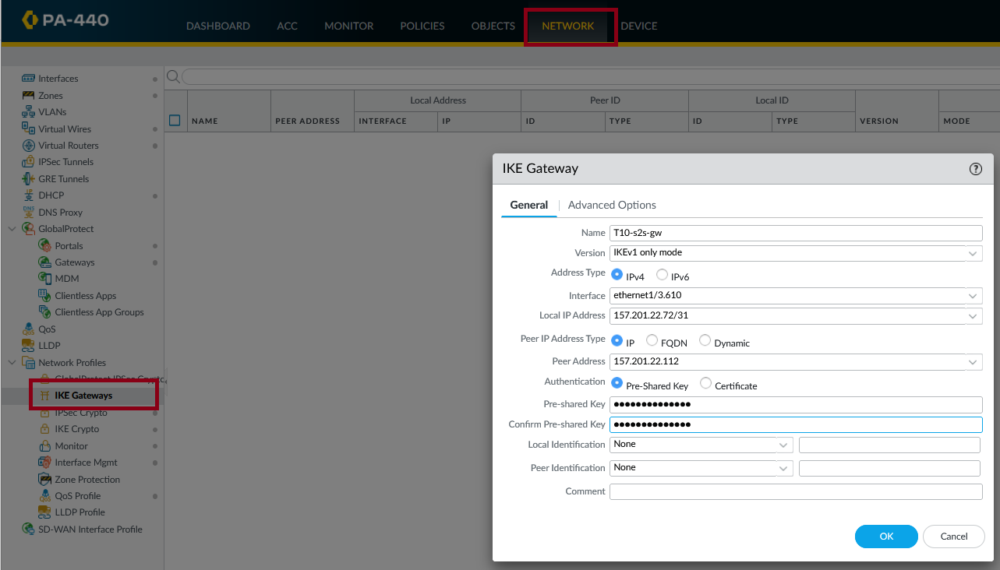 PA-440
DASHBOARD ACC MONITOR POLICIES OBJECTS NETWORK DEVICE
Interfaces
Zones
VLANs
Virtual Wires
Virtual Routers
IPSec Tunnels
GRE Tunnels
DHCP
DNS Proxy
GlobalProtect
Portals
Gateways
MDM
Clientless Apps
Clientless App Groups
QoS
LLDP
Network Profiles
GlobalProtect IPSec Crypto
IKE Gateways
IPSec Crypto
IKE Crypto
Monitor
Interface Mgmt
Zone Protection
QoS Profile
LLDP Profile
SD-WAN Interface Profile
Local Address Peer ID Local ID
NAME PEER ADDRESS INTERFACE IP ID TYPE ID TYPE VERSION MODE
IKE Gateway ?
General Advanced Options
Name T10-s2s-gw
Version IKEv1 only mode
Address Type IPv4 IPv6
Interface ethernet1/3.610
Local IP Address 157.201.22.72/31
Peer IP Address Type IP FQDN Dynamic
Peer Address 157.201.22.112
Authentication Pre-Shared Key Certificate
Pre-shared Key ••••••••••••••
Confirm Pre-shared Key ••••••••••••••
Local Identification None
Peer Identification None
Comment
OK Cancel